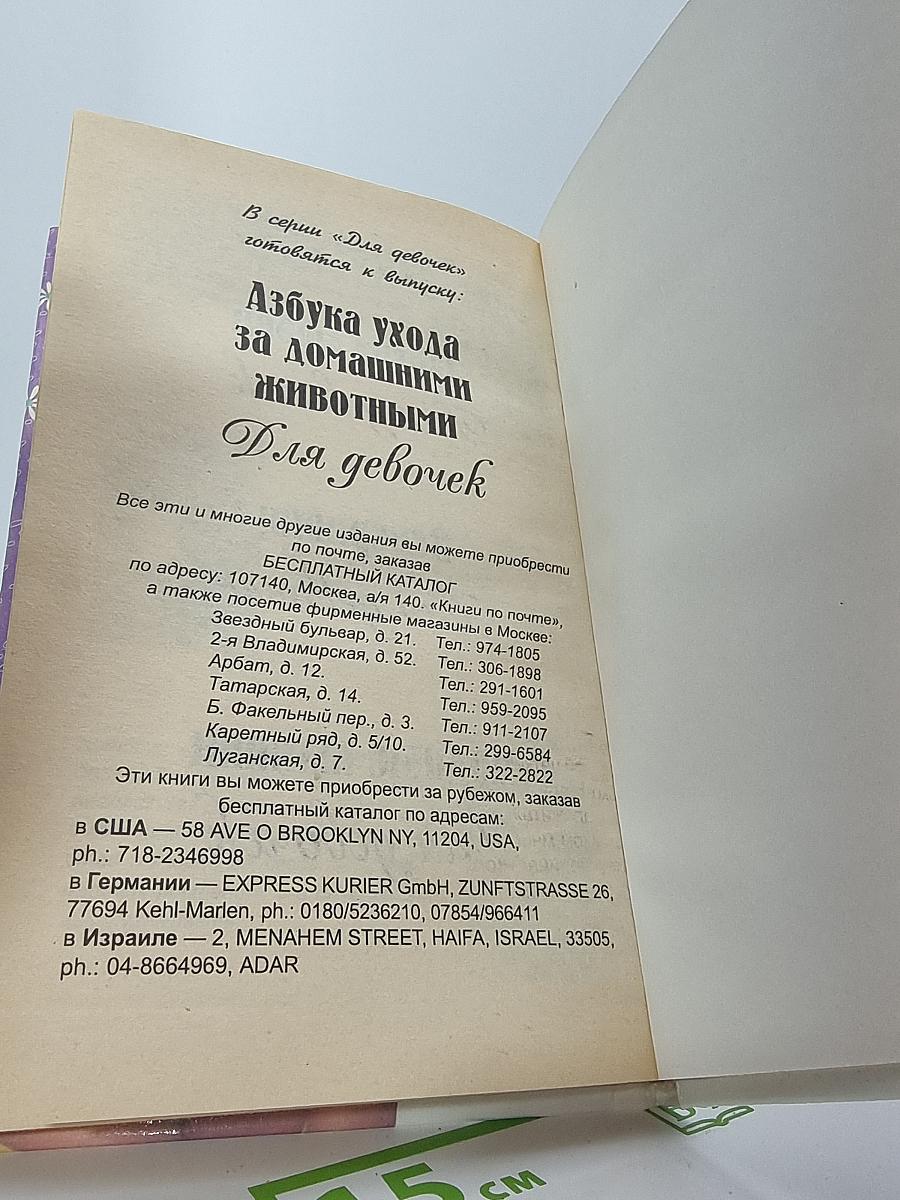 В серии «Для девочек»
готовятся к выпуску:
Азбука ухода
за домашними
животными
Для девочек
Все эти и многие другие издания вы можете приобрести
по почте, заказав
БЕСПЛАТНЫЙ КАТАЛОГ
по адресу: 107140, Москва, а/я 140. «Книги по почте»,
а также посетив фирменные магазины в Москве:
Звездный бульвар, д. 21. Тел.: 974-1805
2-я Владимирская, д. 52. Тел.: 306-1898
Арбат, д. 12. Тел.: 291-1601
Татарская, д. 14. Тел.: 959-2095
Б. Факельный пер., д. 3. Тел.: 911-2107
Каретный ряд, д. 5/10. Тел.: 299-6584
Луганская, д. 7. Тел.: 322-2822
Эти книги вы можете приобрести за рубежом, заказав
бесплатный каталог по адресам:
в США — 58 AVE O BROOKLYN NY, 11204, USA,
ph.: 718-2346998
в Германии — EXPRESS KURIER GmbH, ZUNFTSTRASSE 26,
77694 Kehl-Marlen, ph.: 0180/5236210, 07854/966411
в Израиле — 2, MENAHEM STREET, HAIFA, ISRAEL, 33505,
ph.: 04-8664969, ADAR
15 см